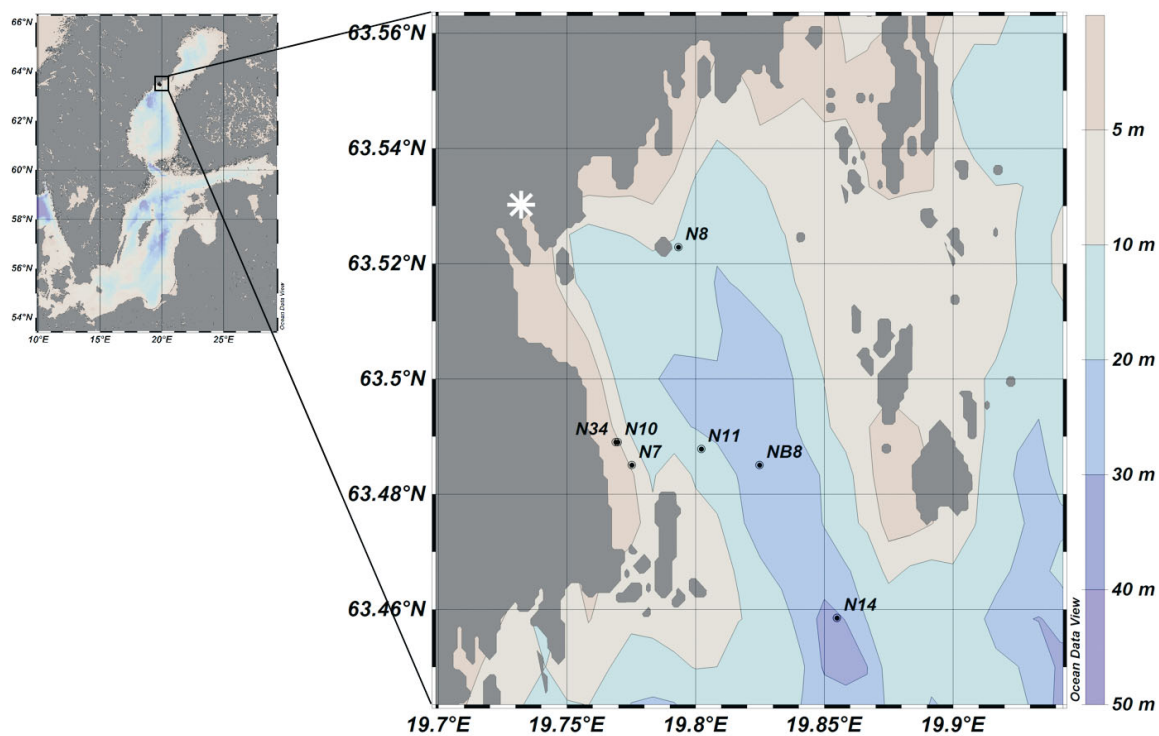 66°N
64°N
62°N
60°N
58°N
56°N
54°N
10°E 15°E 20°E 25°E
Ocean Data View
63.56°N
63.54°N
63.52°N
63.5°N
63.48°N
63.46°N
19.7°E 19.75°E 19.8°E 19.85°E 19.9°E
N8
N34 N10
N7
N11
NB8
N14
Ocean Data View
5 m
10 m
20 m
30 m
40 m
50 m